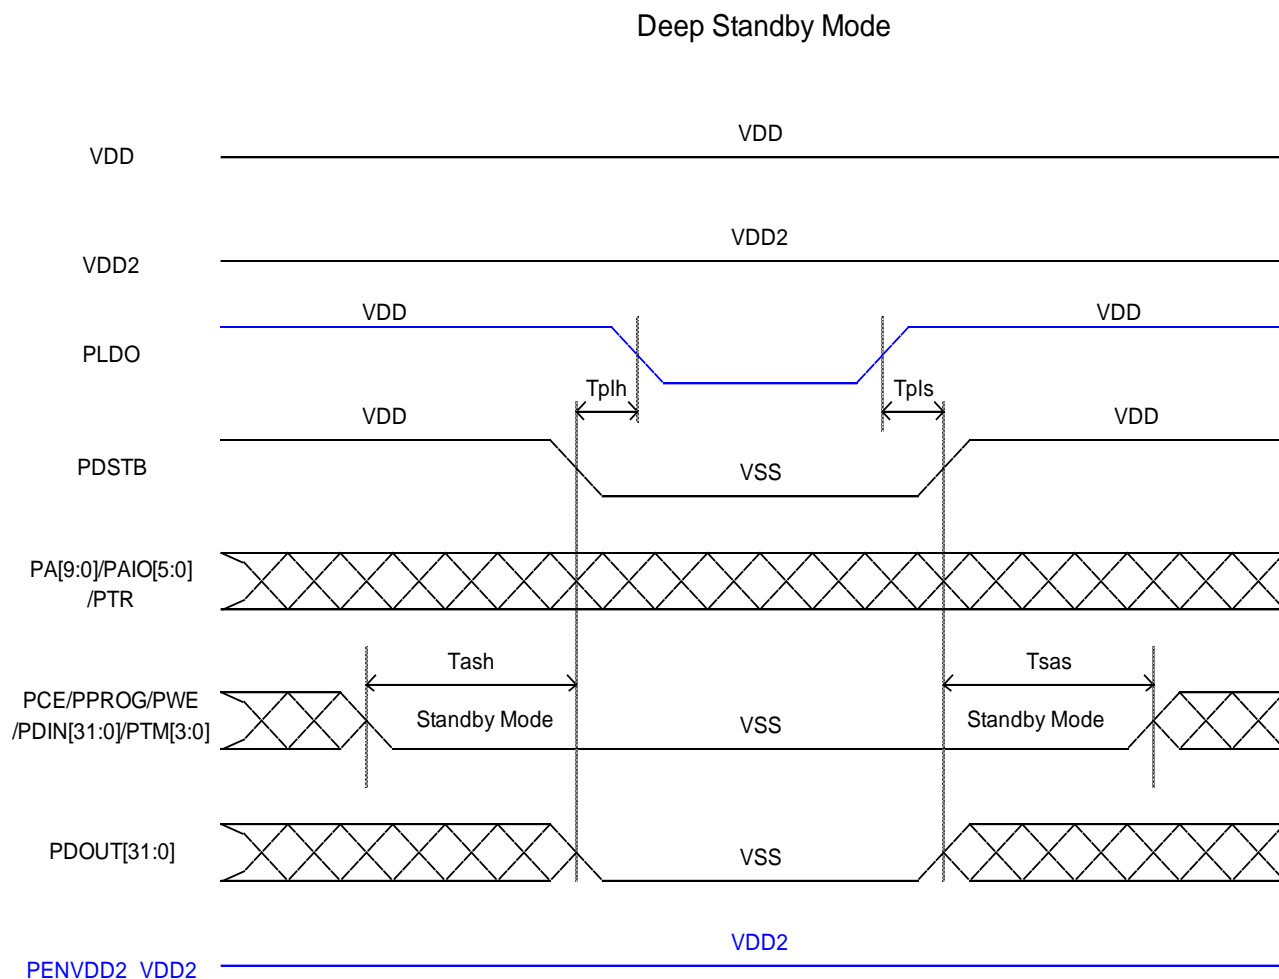 Deep Standby Mode
VDD
VDD
VDD2
VDD2
VDD
VDD
PLDO
Tplh
Tpls
VDD
VDD
PDSTB
VSS
PA[9:0]/PAIO[5:0]
/PTR
Tash
Tsas
PCE/PPROG/PWE
/PDIN[31:0]/PTM[3:0]
Standby Mode
VSS
Standby Mode
PDOUT[31:0]
VSS
VDD2
PENVDD2_VDD2